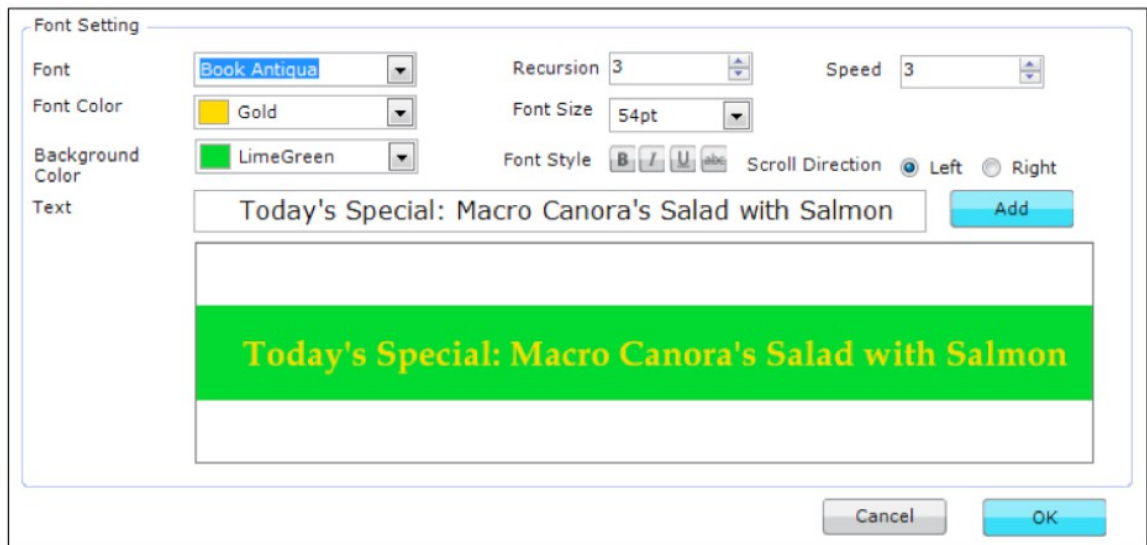 Font Setting
Font Book Antiqua Recursion 3 Speed 3
Font Color Gold Font Size 54pt
Background Color LimeGreen Font Style B I U abc Scroll Direction Left Right
Text Today's Special: Macro Canora's Salad with Salmon Add
Today's Special: Macro Canora's Salad with Salmon
Cancel OK